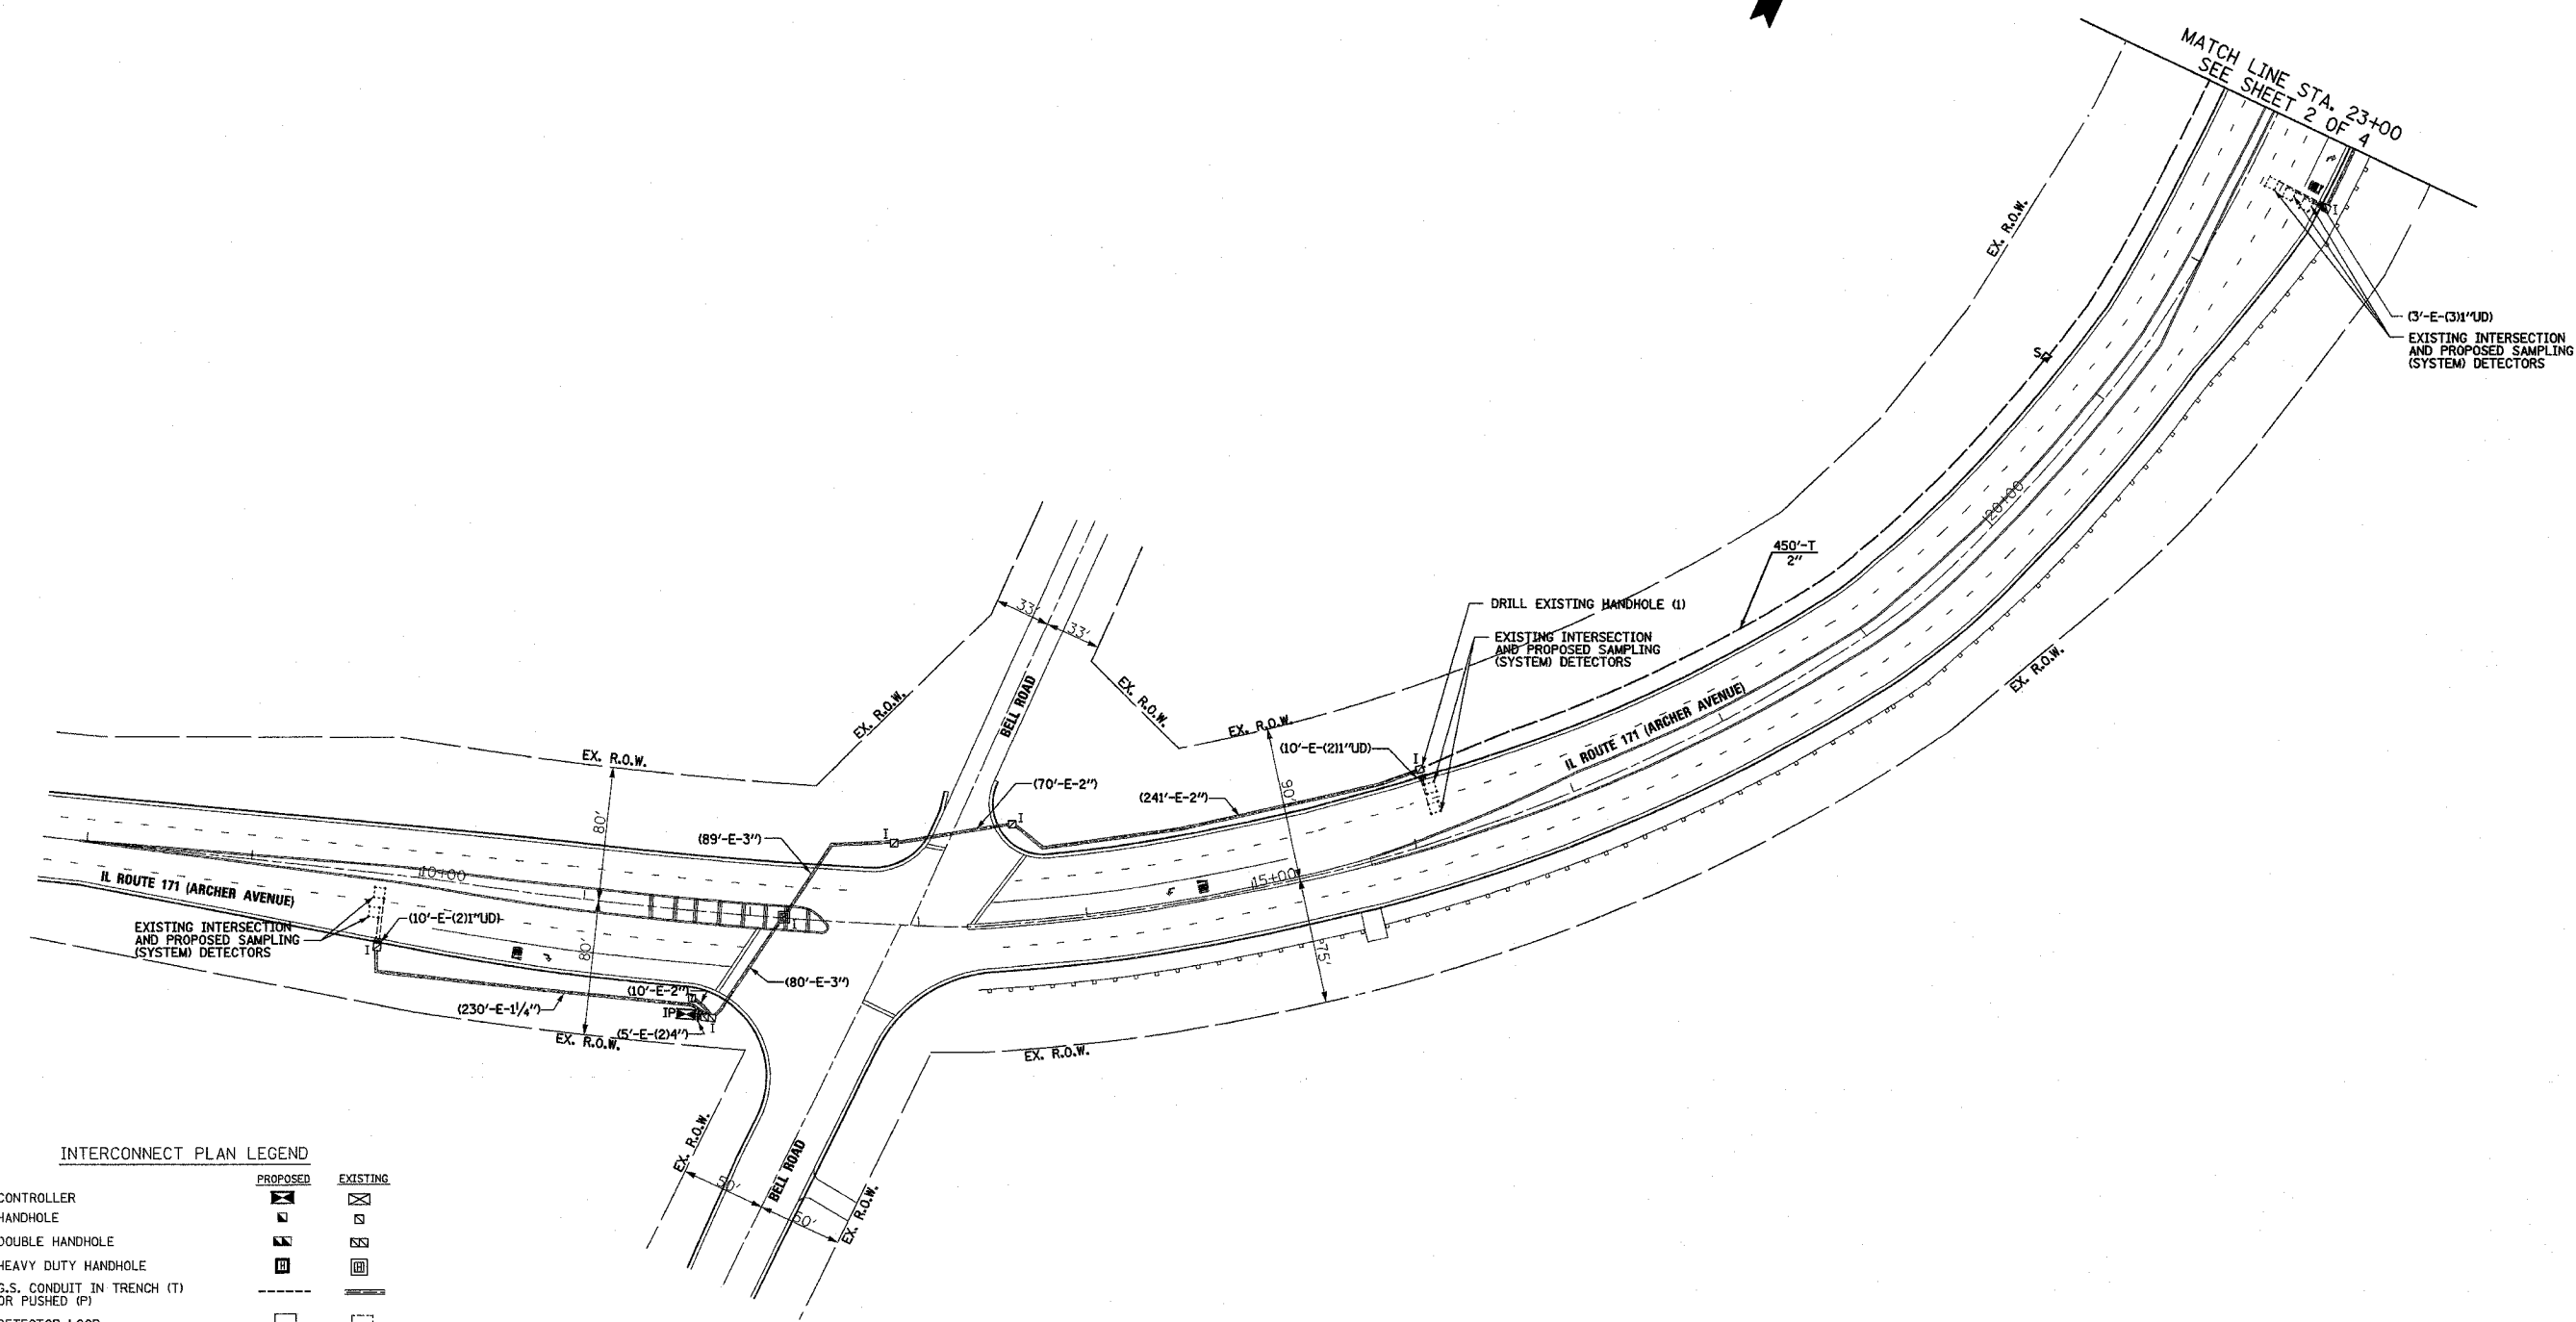 MATCH LINE STA. 23+00
SEE SHEET 2 OF 4
EX. R.O.W.
(3'-E-(3)1"UD)
EXISTING INTERSECTION
AND PROPOSED SAMPLING
(SYSTEM) DETECTORS
I
S
20+00
450'-T
2"
DRILL EXISTING HANDHOLE (1)
EXISTING INTERSECTION
AND PROPOSED SAMPLING
(SYSTEM) DETECTORS
33'
33'
EX. R.O.W.
BELL ROAD
EX. R.O.W.
EX. R.O.W.
EX. R.O.W.
IL ROUTE 171 (ARCHER AVENUE)
(10'-E-(2)1"UD)
I
EX. R.O.W.
80'
(70'-E-2")
(241'-E-2")
90'
(89'-E-3")
I
I
10+00
15+00
IL ROUTE 171 (ARCHER AVENUE)
(10'-E-(2)1"UD)
EXISTING INTERSECTION
AND PROPOSED SAMPLING
(SYSTEM) DETECTORS
I
80'
75'
(80'-E-3")
(10'-E-2")
(230'-E-1¼")
IP
I
(5'-E-(2)4")
EX. R.O.W.
EX. R.O.W.
EX. R.O.W.
BELL ROAD
50'
50'
EX. R.O.W.
INTERCONNECT PLAN LEGEND
PROPOSED EXISTING
CONTROLLER
HANDHOLE
DOUBLE HANDHOLE
HEAVY DUTY HANDHOLE
H H
G.S. CONDUIT IN TRENCH (T)
OR PUSHED (P)